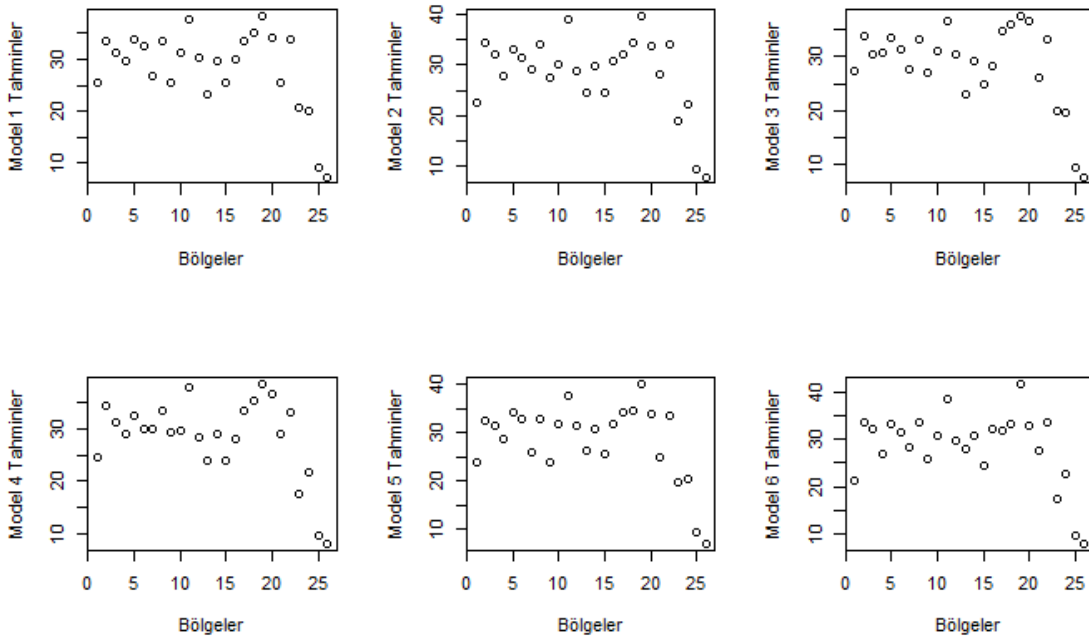 Model 1 Tahminler
10 20 30
0 5 10 15 20 25
Bölgeler
Model 2 Tahminler
10 20 30 40
0 5 10 15 20 25
Bölgeler
Model 3 Tahminler
10 20 30
0 5 10 15 20 25
Bölgeler
Model 4 Tahminler
10 20 30
0 5 10 15 20 25
Bölgeler
Model 5 Tahminler
10 20 30 40
0 5 10 15 20 25
Bölgeler
Model 6 Tahminler
10 20 30 40
0 5 10 15 20 25
Bölgeler